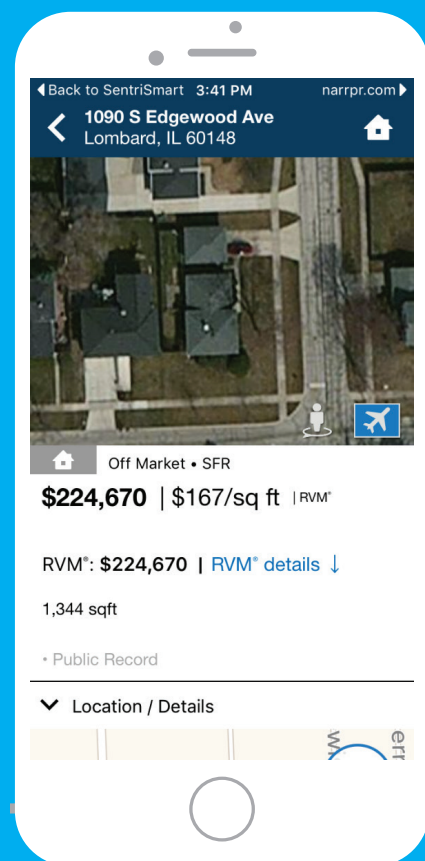 ◀Back to SentriSmart 3:41 PM narrpr.com▶
1090 S Edgewood Ave
Lombard, IL 60148
Off Market • SFR
$224,670 | $167/sq ft | RVM®
RVM®: $224,670 | RVM® details ↓
1,344 sqft
• Public Record
Location / Details